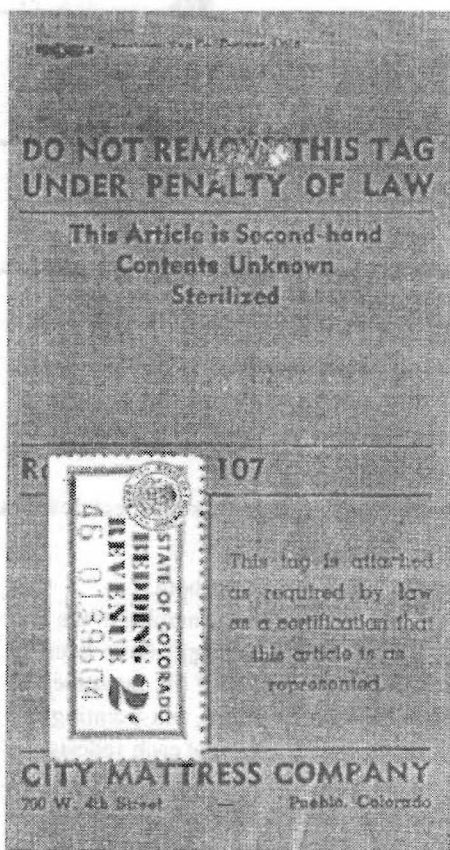 DO NOT REMOVE THIS TAG
UNDER PENALTY OF LAW
This Article is Second-hand
Contents Unknown
Sterilized
107
STATE OF COLORADO
BEDDING 2¢
REVENUE
46 0139604
This tag is attached
as required by law
as a certification that
this article is as
represented
CITY MATTRESS COMPANY
700 W. 4th Street — Pueblo, Colorado